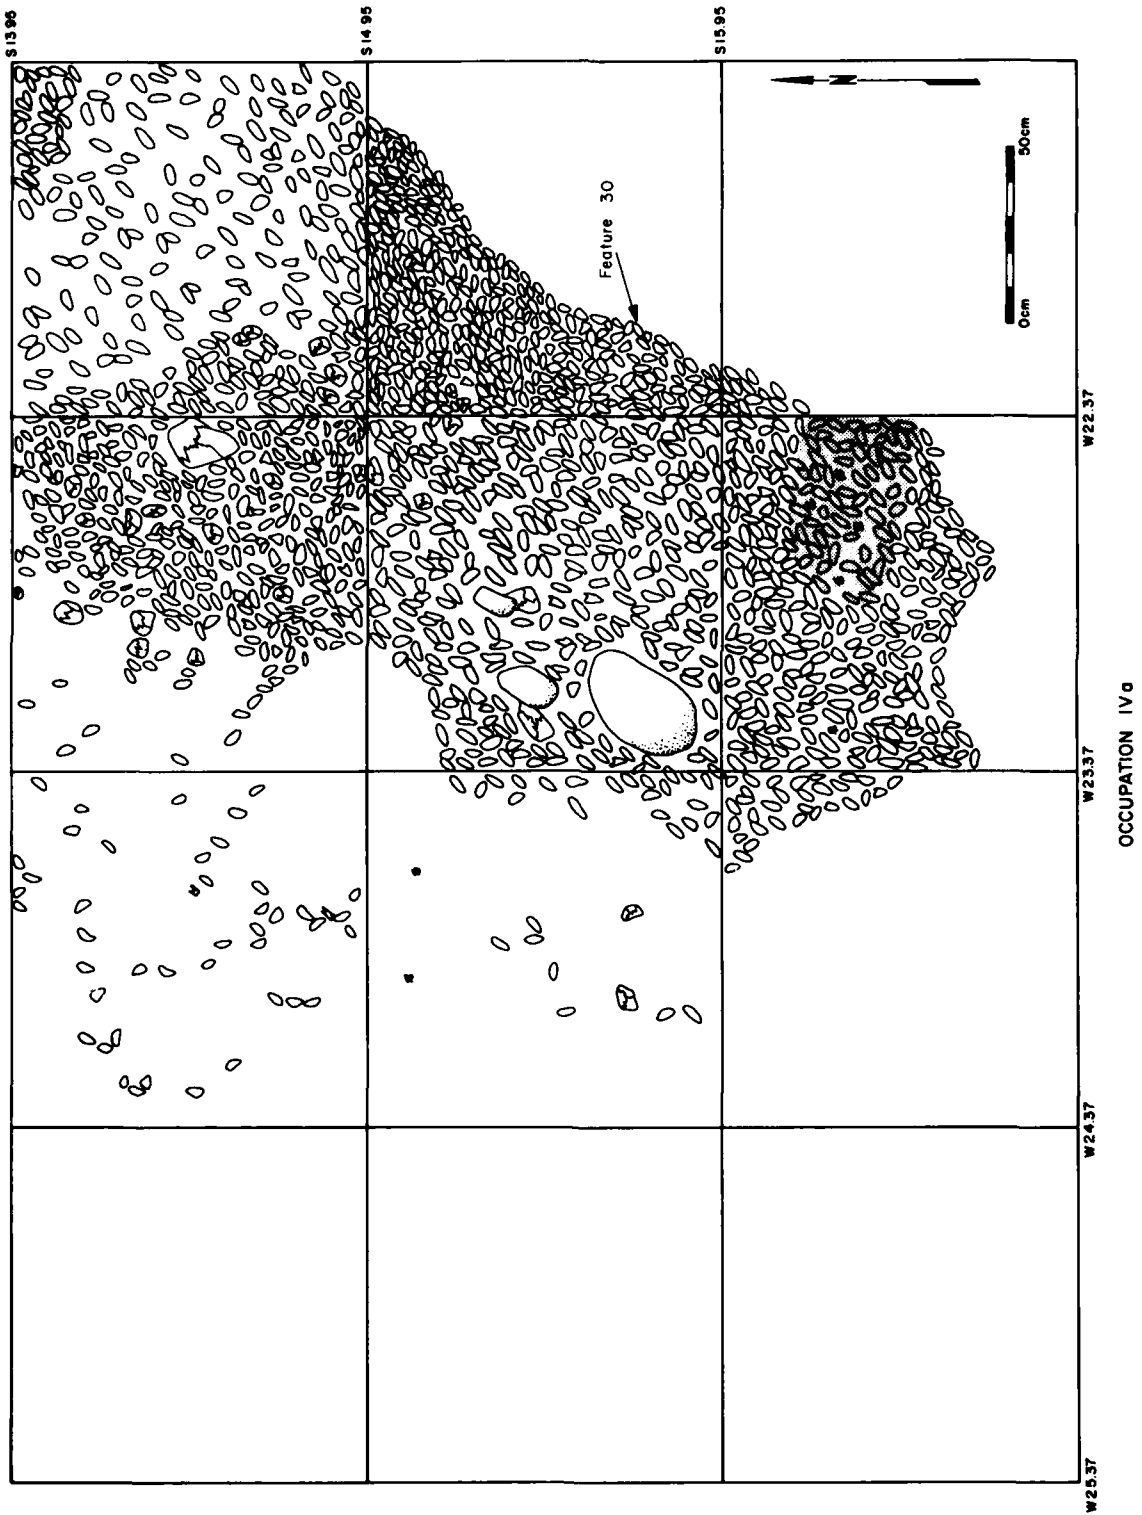 S13.95
S14.95
S15.95
N
Feature 30
0cm
50cm
W22.37
W23.37
W24.37
W25.37
OCCUPATION IVa